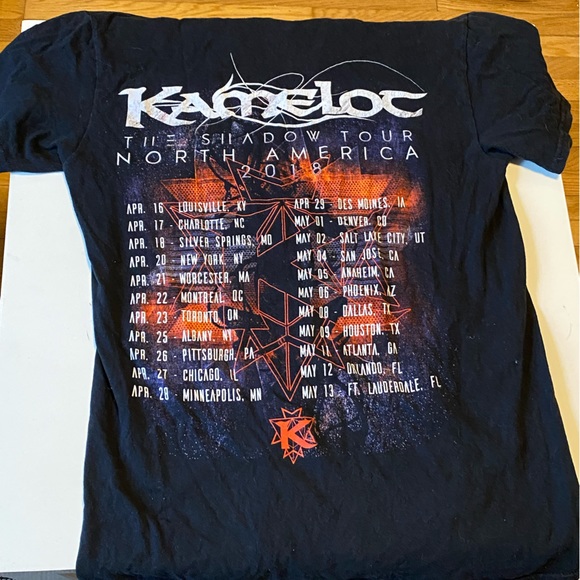 KAMELOT
THE SHADOW TOUR
NORTH AMERICA
2018
APR. 16 - LOUISVILLE, KY
APR. 17 - CHARLOTTE, NC
APR. 18 - SILVER SPRINGS, MD
APR. 20 - NEW YORK, NY
APR. 21 - WORCESTER, MA
APR. 22 - MONTREAL, QC
APR. 23 - TORONTO, ON
APR. 25 - ALBANY, NY
APR. 26 - PITTSBURGH, PA
APR. 27 - CHICAGO, IL
APR. 28 - MINNEAPOLIS, MN
APR 29 - DES MOINES, IA
MAY 01 - DENVER, CO
MAY 02 - SALT LAKE CITY, UT
MAY 04 - SAN JOSE, CA
MAY 05 - ANAHEIM, CA
MAY 06 - PHOENIX, AZ
MAY 08 - DALLAS, TX
MAY 09 - HOUSTON, TX
MAY 11 - ATLANTA, GA
MAY 12 - ORLANDO, FL
MAY 13 - FT. LAUDERDALE, FL
K